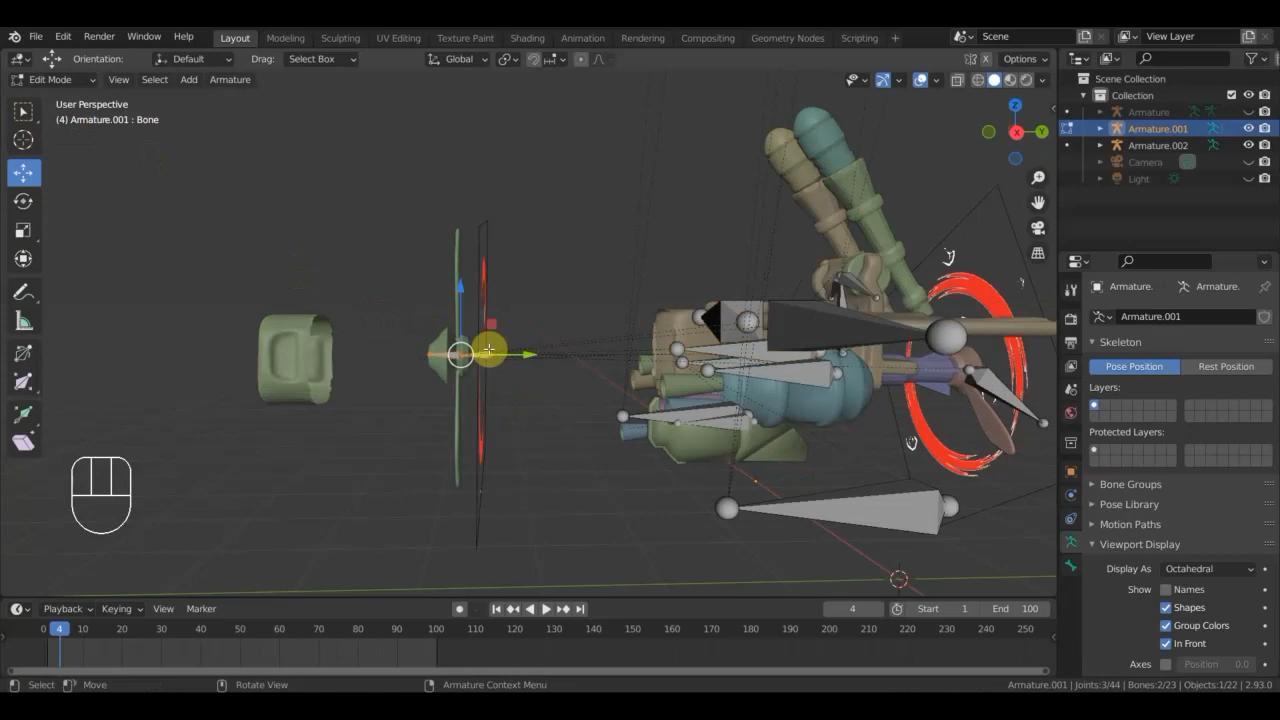 File Edit Render Window Help Layout Modeling Sculpting UV Editing Texture Paint Shading Animation Rendering Compositing Geometry Nodes Scripting + Scene View Layer
Orientation: Default Drag: Select Box Global Options
Edit Mode View Select Add Armature
User Perspective
(4) Armature.001 : Bone
X
Z
X
Y
Scene Collection
Collection
Armature
Armature.001
Armature.002
Camera
Light
Armature. Armature.
Armature.001
Skeleton
Pose Position Rest Position
Layers:
Protected Layers:
Bone Groups
Pose Library
Motion Paths
Viewport Display
Display As Octahedral
Names
Show Shapes
Group Colors
In Front
Axes Position 0.0
Playback Keying View Marker 4 Start 1 End 100
0 4 10 20 30 40 50 60 70 80 90 100 110 120 130 140 150 160 170 180 190 200 210 220 230 240 250
Select Move Rotate View Armature Context Menu Armature.001 | Joints:3/44 | Bones:2/23 | Objects:1/22 | 2.93.0